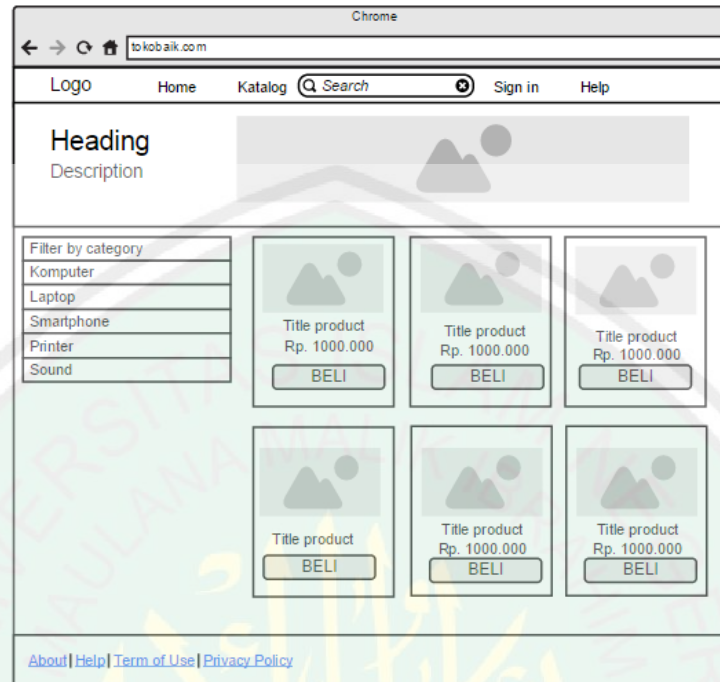 Chrome
tokobaik.com
Logo Home Katalog Search Sign in Help
Heading
Description
Filter by category
Komputer
Laptop
Smartphone
Printer
Sound
Title product Title product Title product
Rp. 1000.000 Rp. 1000.000 Rp. 1000.000
BELI BELI BELI
Title product Title product Title product
Rp. 1000.000 Rp. 1000.000
BELI BELI BELI
About| Help| Term of Use| Privacy Policy